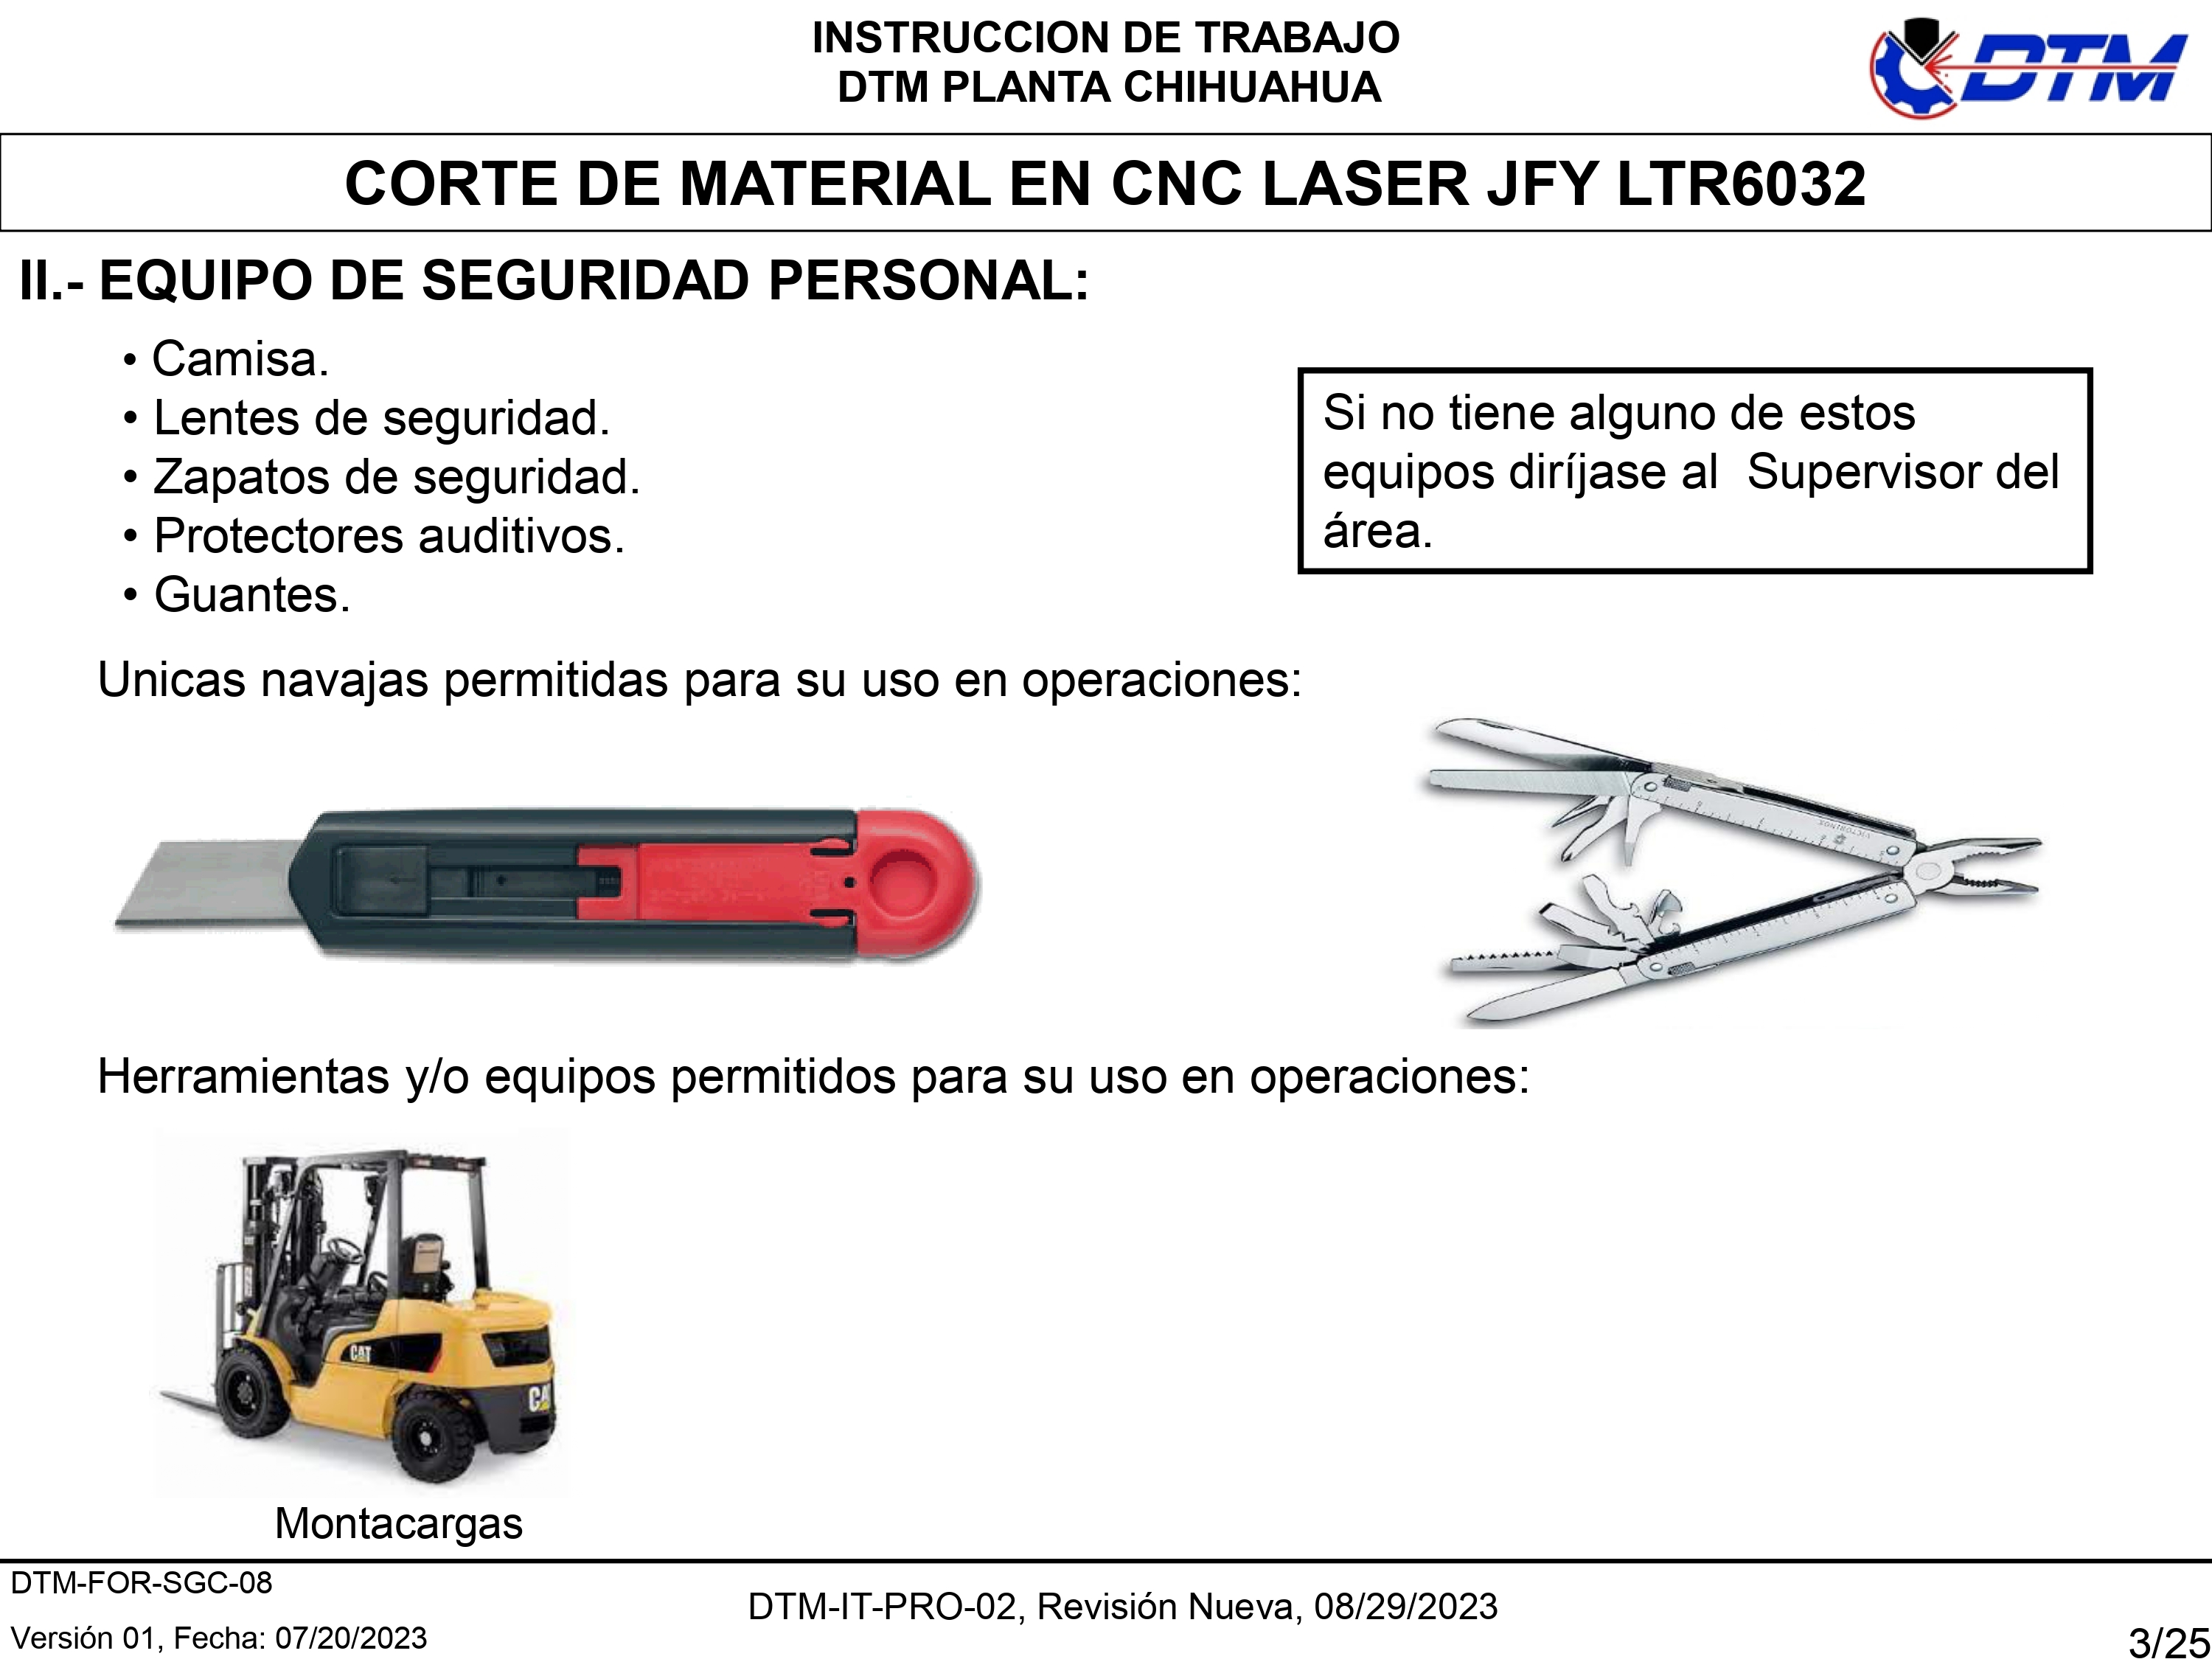 INSTRUCCION DE TRABAJO
DTM PLANTA CHIHUAHUA
DTM
CORTE DE MATERIAL EN CNC LASER JFY LTR6032
II.- EQUIPO DE SEGURIDAD PERSONAL:
• Camisa.
• Lentes de seguridad.
• Zapatos de seguridad.
• Protectores auditivos.
• Guantes.
Si no tiene alguno de estos
equipos diríjase al Supervisor del
área.
Unicas navajas permitidas para su uso en operaciones:
VICTORINOX
Herramientas y/o equipos permitidos para su uso en operaciones:
CAT
CAT
Montacargas
DTM-FOR-SGC-08
Versión 01, Fecha: 07/20/2023
DTM-IT-PRO-02, Revisión Nueva, 08/29/2023
3/25